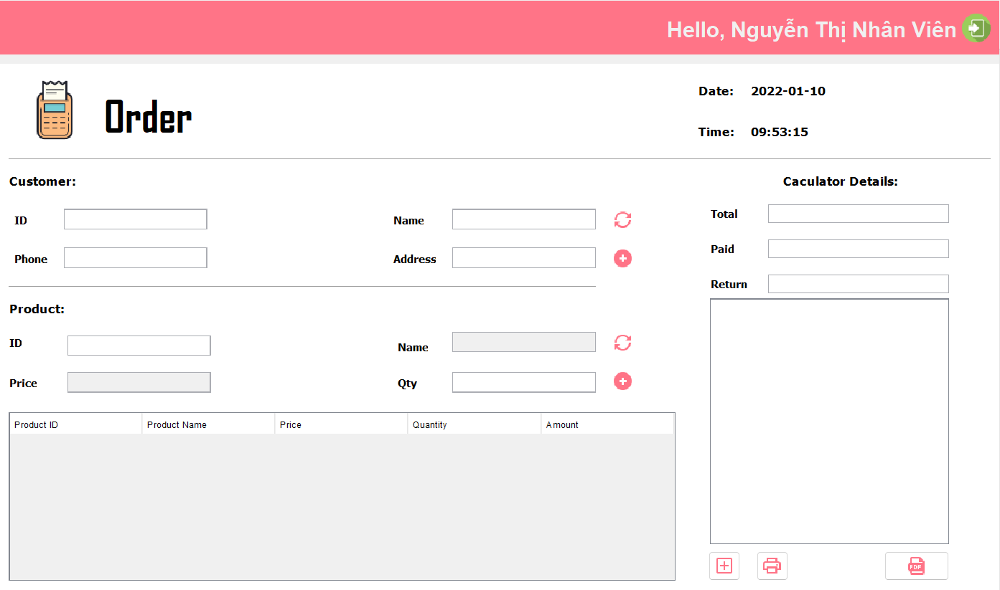 Hello, Nguyễn Thị Nhân Viên
Order
Date: 2022-01-10
Time: 09:53:15
Customer:
ID
Name
Phone
Address
Product:
ID
Name
Price
Qty
Product ID Product Name Price Quantity Amount
Caculator Details:
Total
Paid
Return
PDF